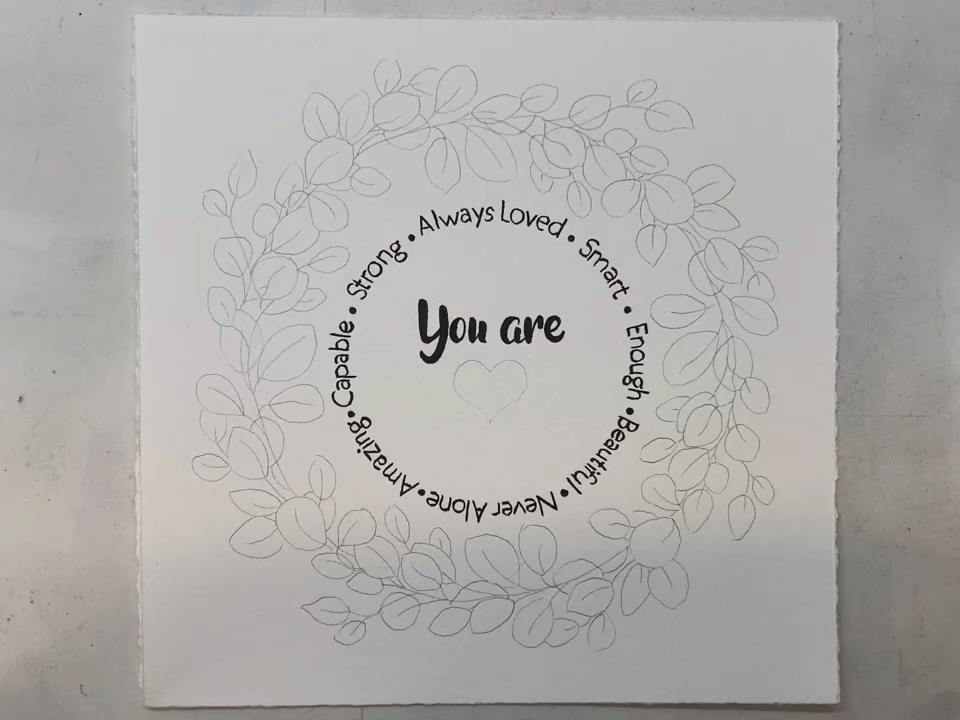 Always Loved • Smart • Enough • Beautiful • Never Alone • Amazing • Capable • Strong •
You are